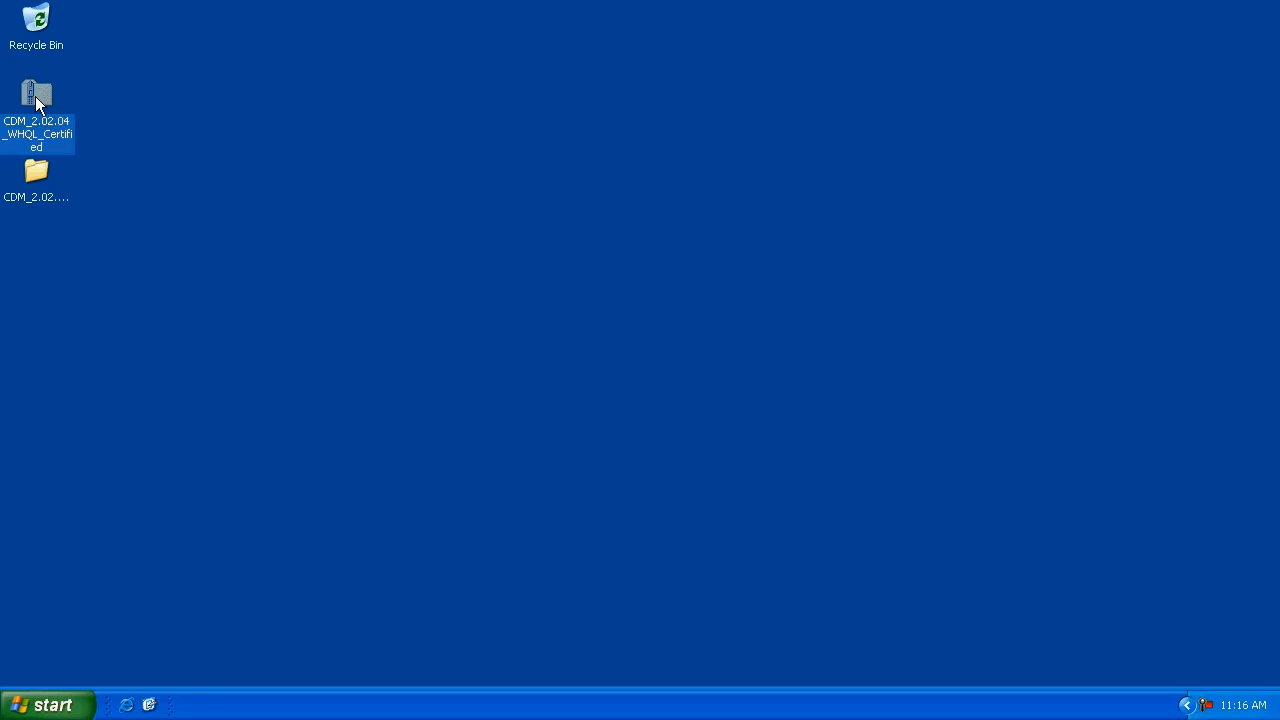 Recycle Bin
CDM_2.02.04
_WHQL_Certifi
ed
CDM_2.02....
start
11:16 AM